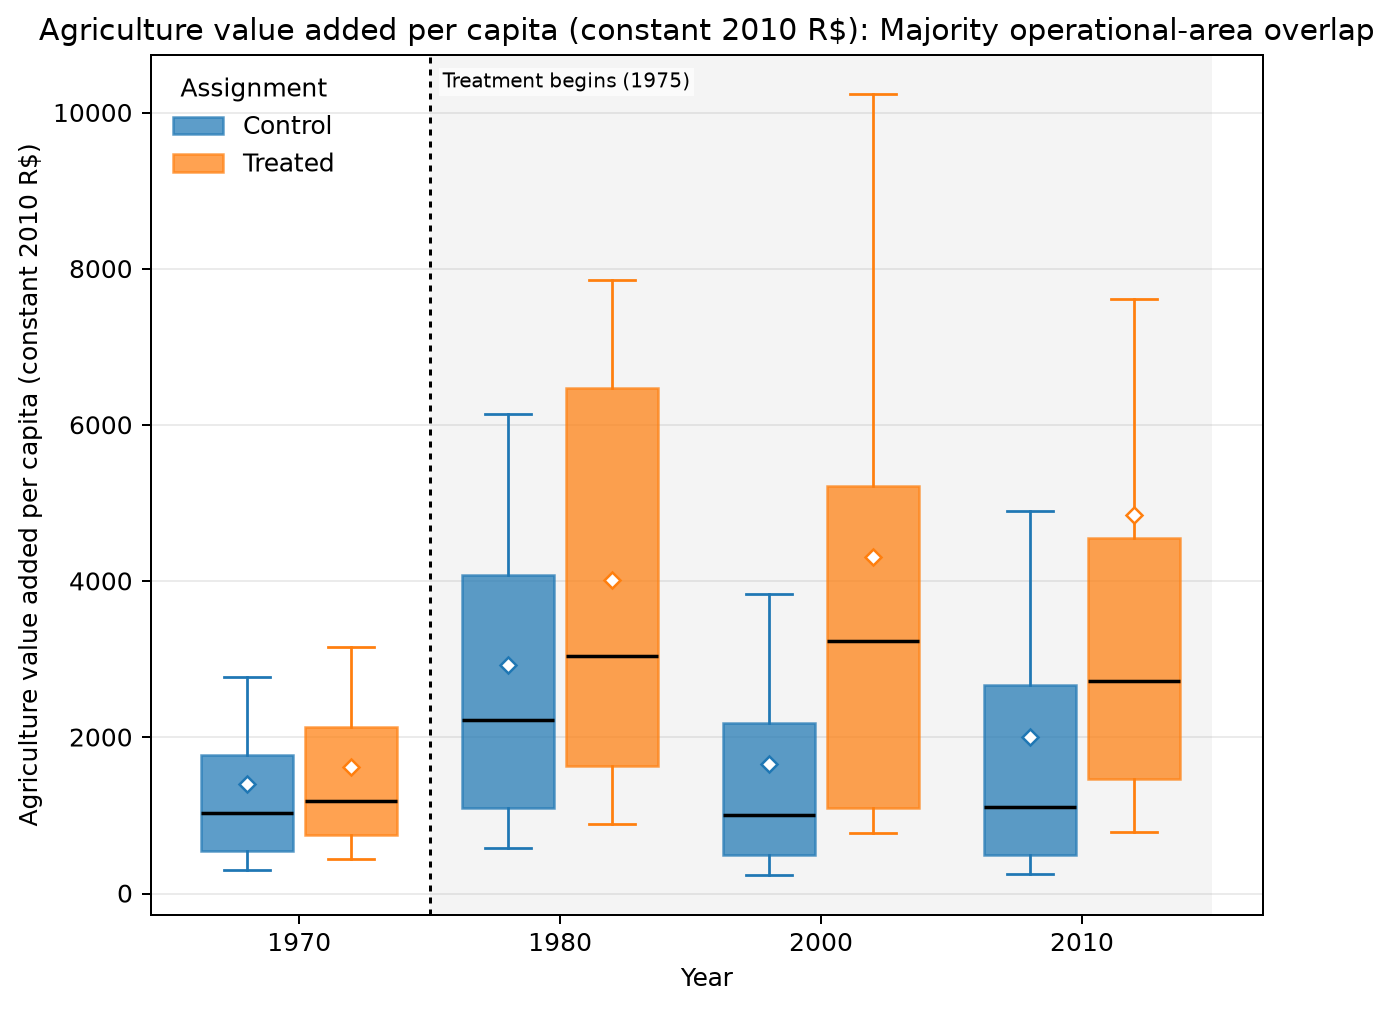 Agriculture value added per capita (constant 2010 R$): Majority operational-area overlap
Treatment begins (1975)
Assignment
Control
Treated
Agriculture value added per capita (constant 2010 R$)
10000
8000
6000
4000
2000
0
1970 1980 2000 2010
Year